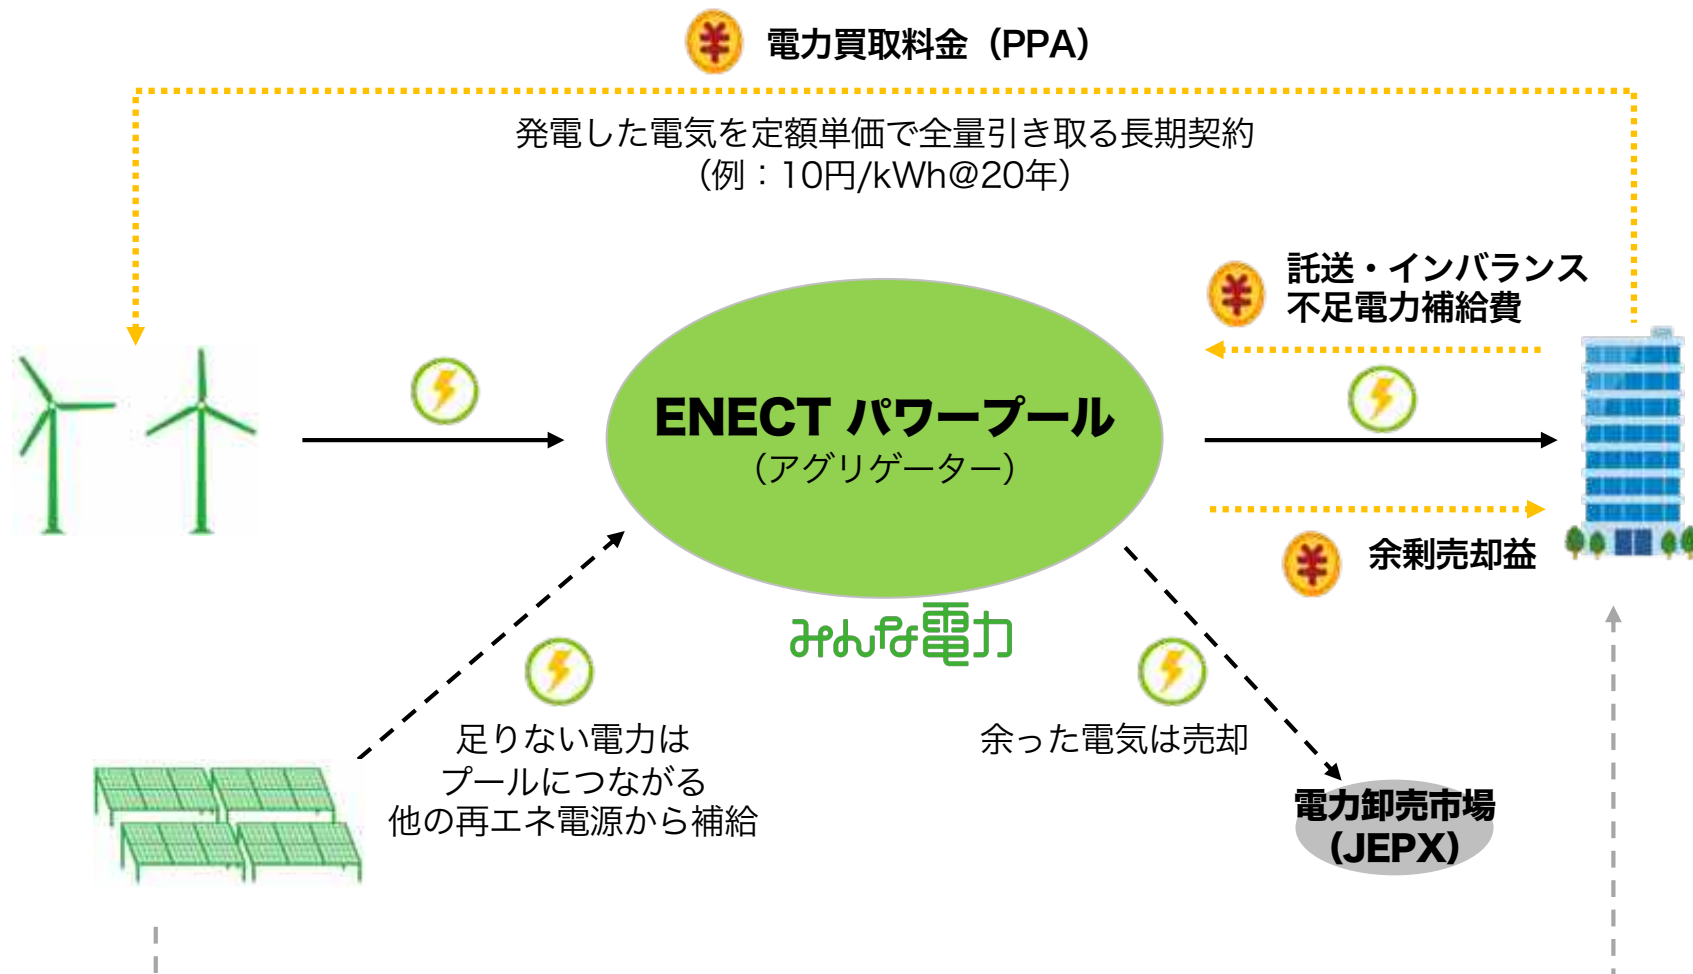 電力買取料金（PPA）
発電した電気を定額単価で全量引き取る長期契約
（例：10円/kWh@20年）
託送・インバランス
不足電力補給費
ENECT パワープール
（アグリゲーター）
余剰売却益
みんな電力
足りない電力は
プールにつながる
他の再エネ電源から補給
余った電気は売却
電力卸売市場
（JEPX）